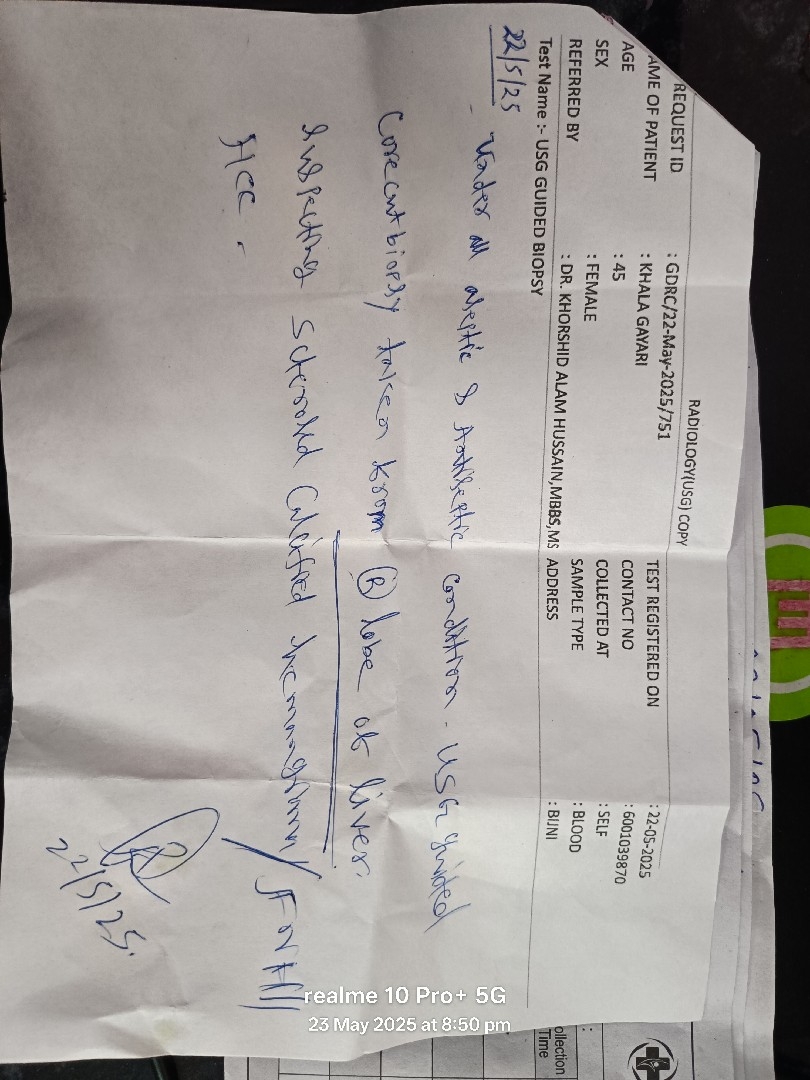 RADIOLOGY(USG) COPY
REQUEST ID : GDRC/22-May-2025/751 TEST REGISTERED ON : 22-05-2025
AME OF PATIENT : KHALA GAYARI CONTACT NO : 6001039870
AGE : 45 COLLECTED AT : SELF
SEX : FEMALE SAMPLE TYPE : BLOOD
REFERRED BY : DR. KHORSHID ALAM HUSSAIN,MBBS,MS ADDRESS : BIJNI
Test Name :- USG GUIDED BIOPSY
22/5/25
- Under all aseptic & Antiseptic condition - USG guided
Core cut biopsy taken from (R) lobe of liver.
Suspecting Sclerosed Calcified /
HCC.
22/5/25.
ollection
Time
realme 10 Pro+ 5G
23 May 2025 at 8:50 pm